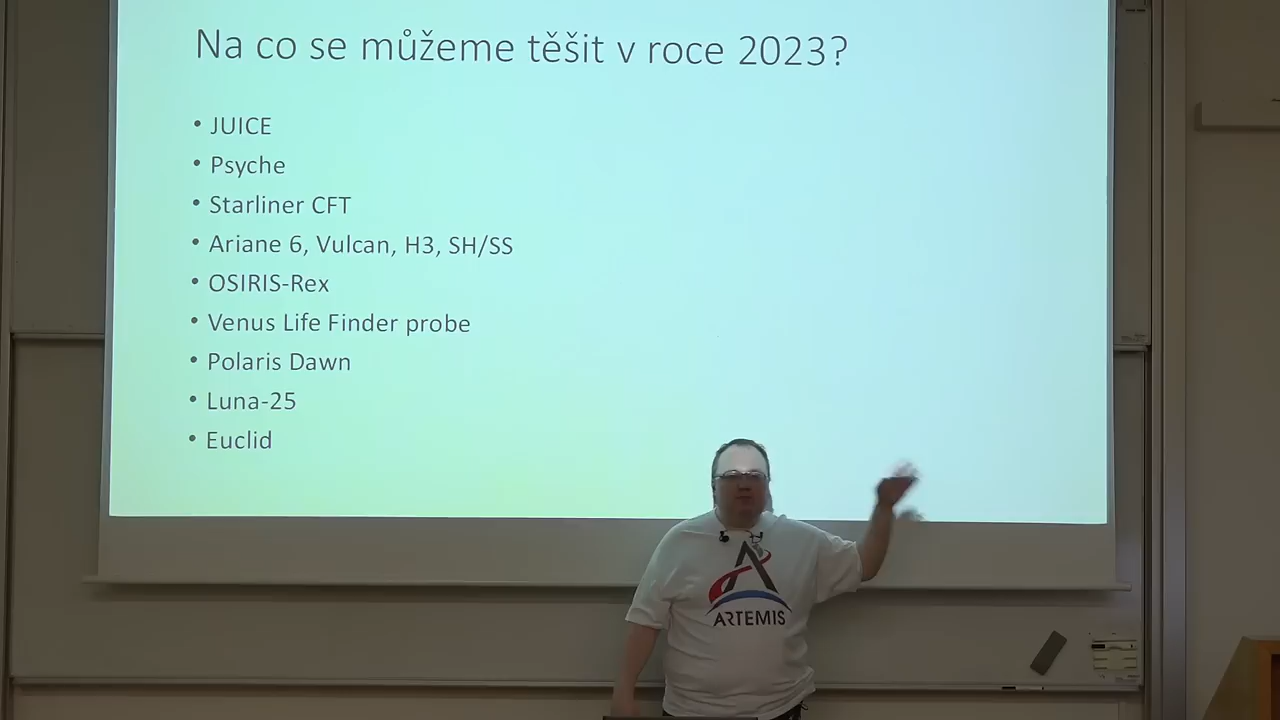 Na co se můžeme těšit v roce 2023?
• JUICE
• Psyche
• Starliner CFT
• Ariane 6, Vulcan, H3, SH/SS
• OSIRIS-Rex
• Venus Life Finder probe
• Polaris Dawn
• Luna-25
• Euclid
ARTEMIS